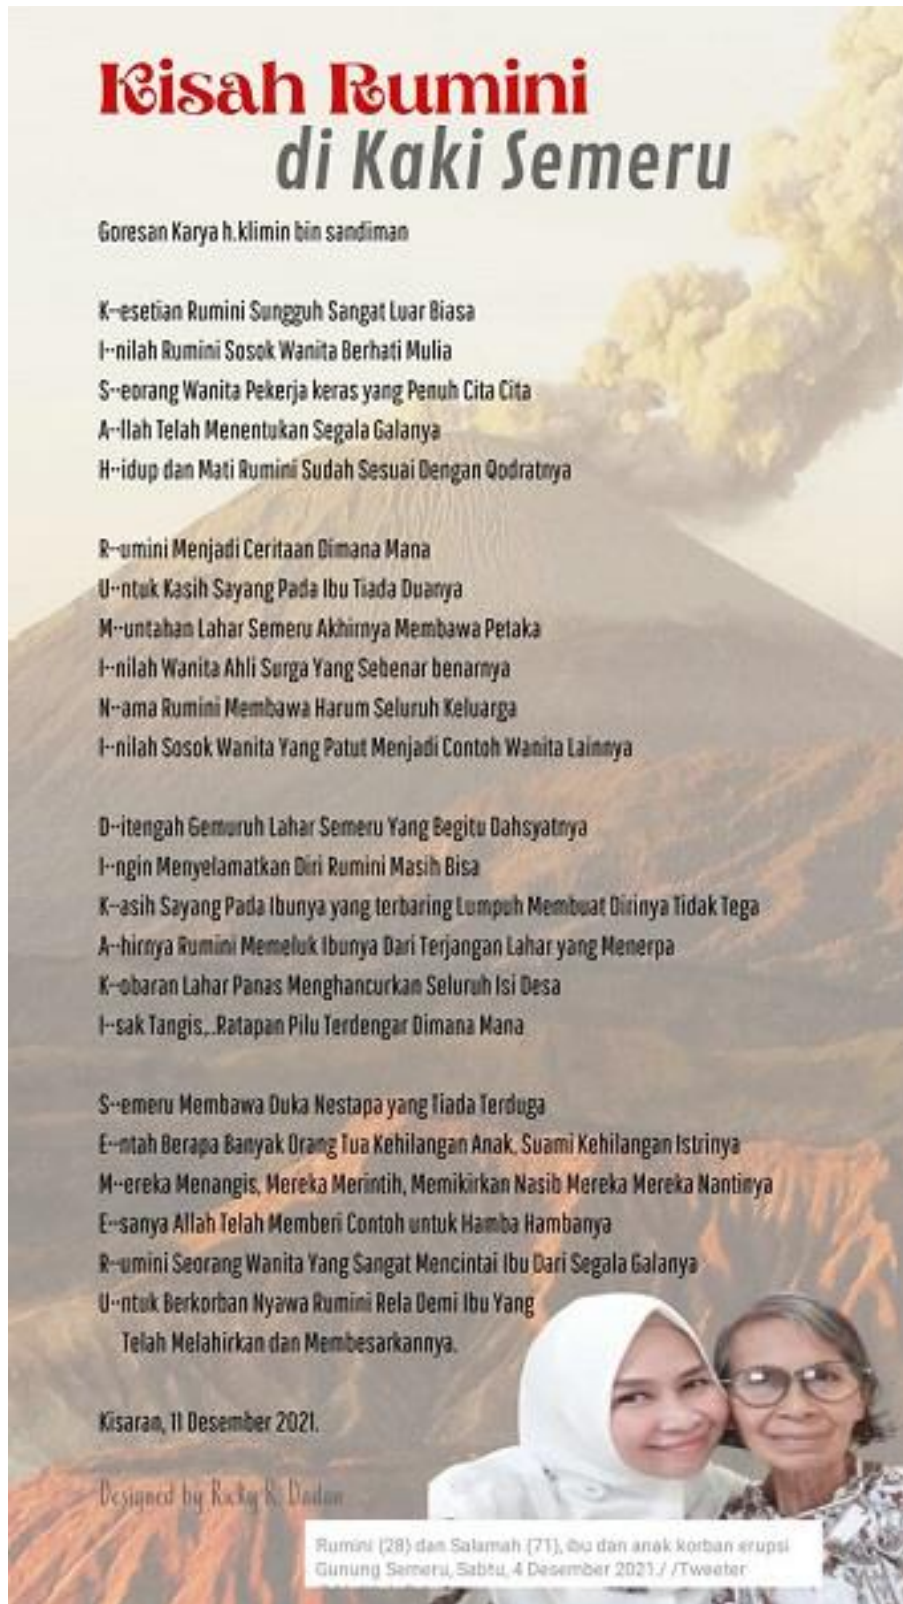 Kisah Rumini
di Kaki Semeru
Goresan Karya h.klimin bin sandiman
K--esetian Rumini Sungguh Sangat Luar Biasa
I--nilah Rumini Sosok Wanita Berhati Mulia
S--eorang Wanita Pekerja keras yang Penuh Cita Cita
A--llah Telah Menentukan Segala Galanya
H--idup dan Mati Rumini Sudah Sesuai Dengan Qodratnya
R--umini Menjadi Ceritaan Dimana Mana
U--ntuk Kasih Sayang Pada Ibu Tiada Duanya
M--untahan Lahar Semeru Akhirnya Membawa Petaka
I--nilah Wanita Ahli Surga Yang Sebenar benarnya
N--ama Rumini Membawa Harum Seluruh Keluarga
I--nilah Sosok Wanita Yang Patut Menjadi Contoh Wanita Lainnya
D--itengah Gemuruh Lahar Semeru Yang Begitu Dahsyatnya
I--ngin Menyelamatkan Diri Rumini Masih Bisa
K--asih Sayang Pada Ibunya yang terbaring Lumpuh Membuat Dirinya Tidak Tega
A--hirnya Rumini Memeluk Ibunya Dari Terjangan Lahar yang Menerpa
K--obaran Lahar Panas Menghancurkan Seluruh Isi Desa
I--sak Tangis,..Ratapan Pilu Terdengar Dimana Mana
S--emeru Membawa Duka Nestapa yang Tiada Terduga
E--ntah Berapa Banyak Orang Tua Kehilangan Anak, Suami Kehilangan Istrinya
M--ereka Menangis, Mereka Merintih, Memikirkan Nasib Mereka Mereka Nantinya
E--sanya Allah Telah Memberi Contoh untuk Hamba Hambanya
R--umini Seorang Wanita Yang Sangat Mencintai Ibu Dari Segala Galanya
U--ntuk Berkorban Nyawa Rumini Rela Demi Ibu Yang
Telah Melahirkan dan Membesarkannya.
Kisaran, 11 Desember 2021.
Designed by Ricky K. Dadan
Rumini (28) dan Salamah (71), ibu dan anak korban erupsi
Gunung Semeru, Sabtu, 4 Desember 2021./ /Tweeter